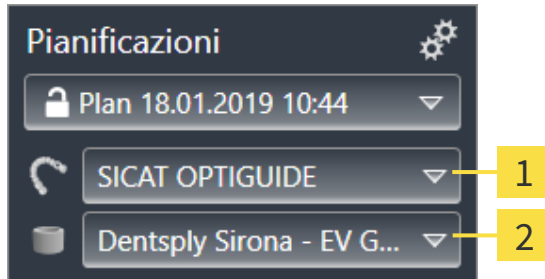 Pianificazioni
Plan 18.01.2019 10:44
SICAT OPTIGUIDE 1
Dentsply Sirona - EV G... 2